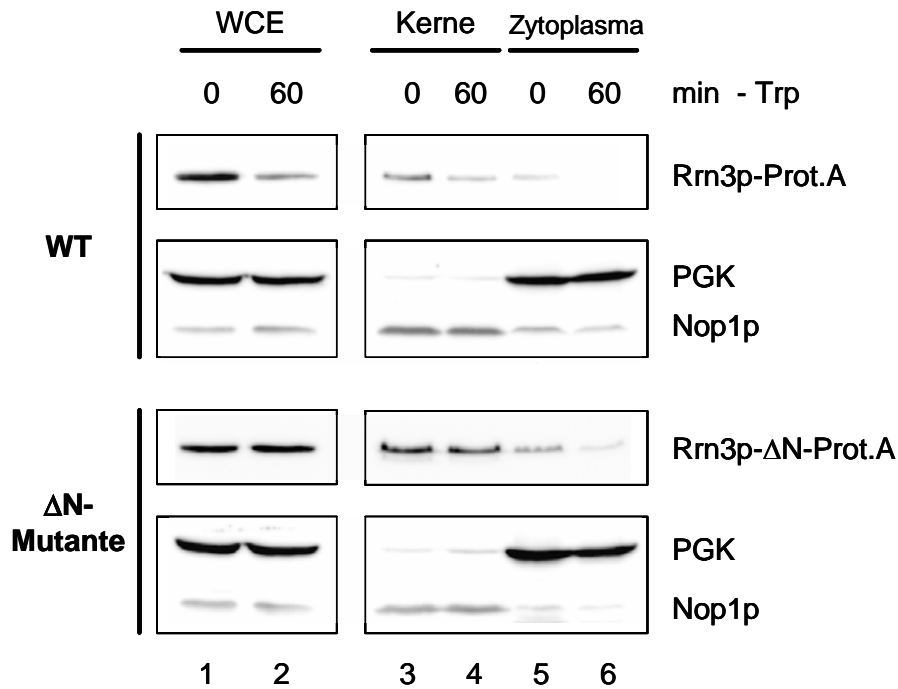 WCE Kerne Zytoplasma
0 60 0 60 0 60 min - Trp
Rrn3p-Prot.A
WT
PGK
Nop1p
Rrn3p-ΔN-Prot.A
ΔN-
Mutante
PGK
Nop1p
1 2 3 4 5 6